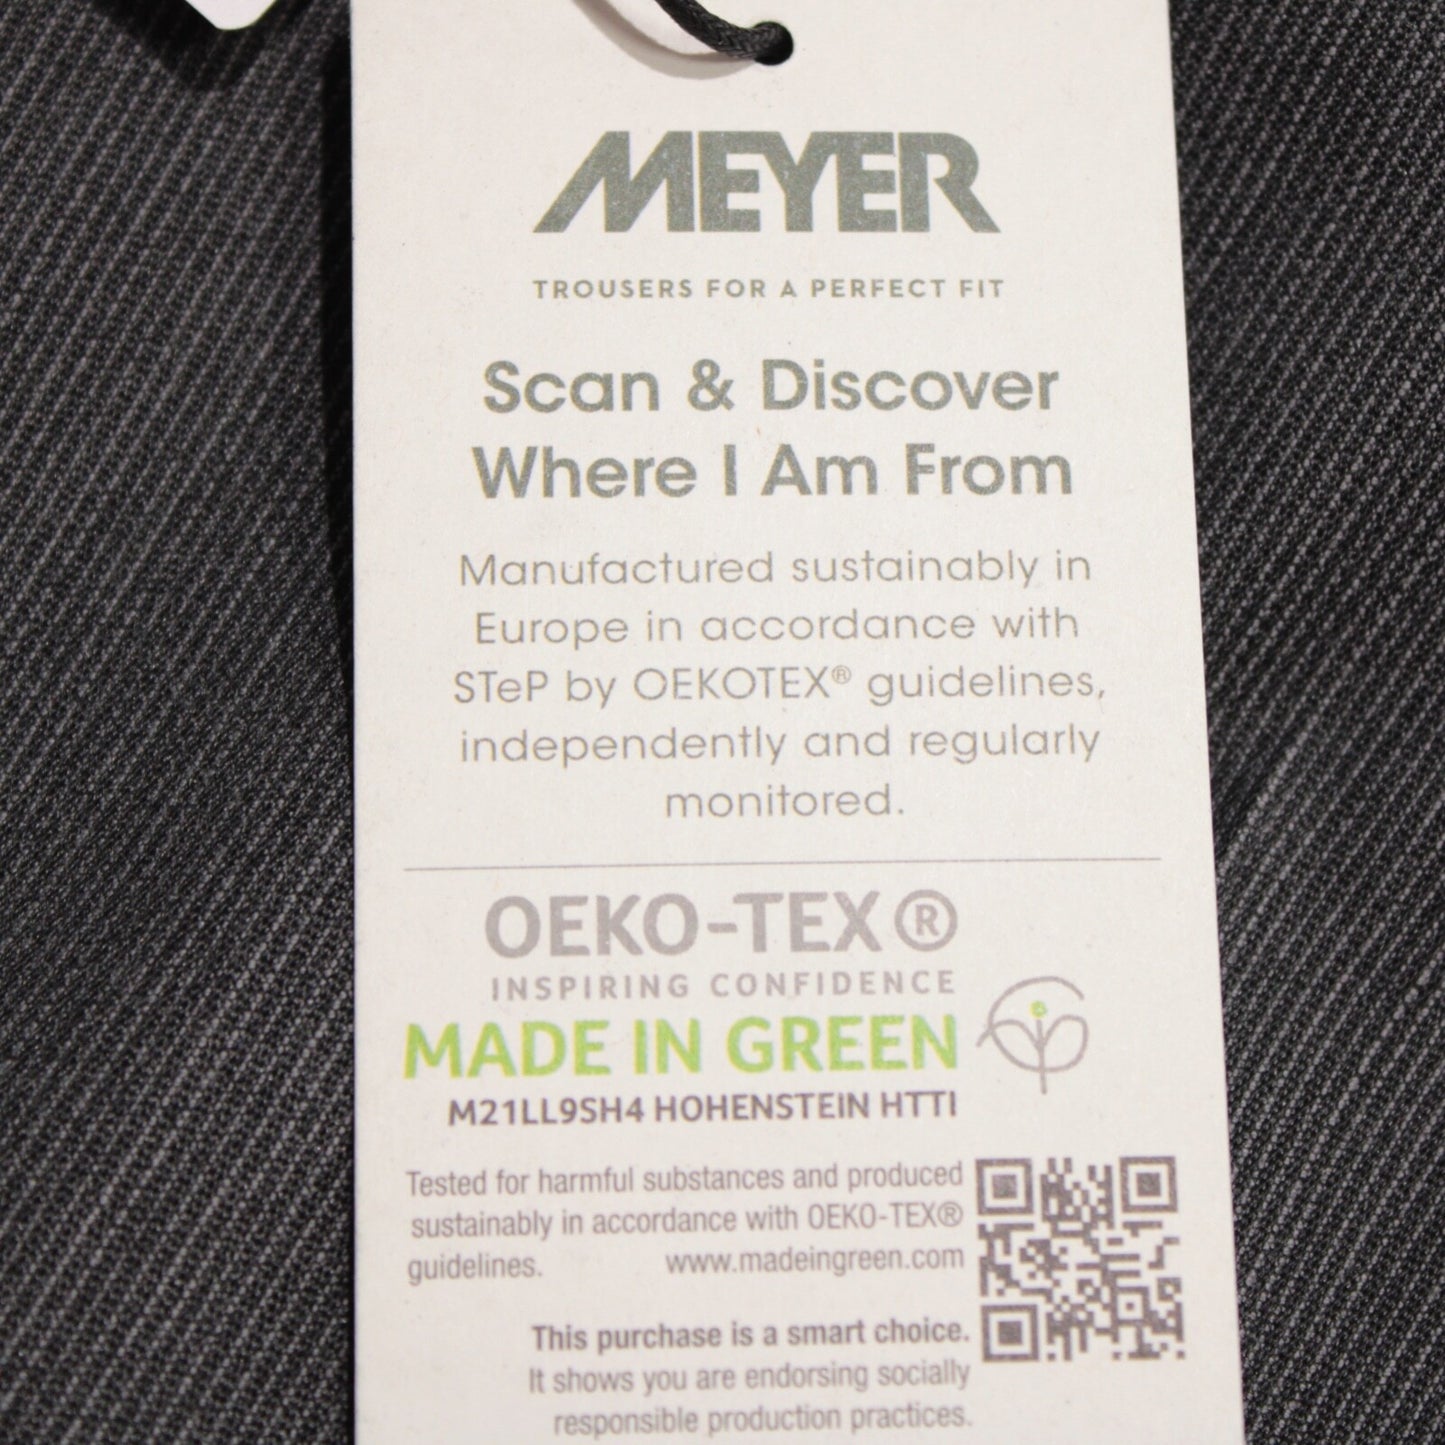 MEYER
TROUSERS FOR A PERFECT FIT
Scan & Discover
Where I Am From
Manufactured sustainably in
Europe in accordance with
STeP by OEKOTEX® guidelines,
independently and regularly
monitored.
OEKO-TEX®
INSPIRING CONFIDENCE
MADE IN GREEN
M21LL9SH4 HOHENSTEIN HTTI
Tested for harmful substances and produced
sustainably in accordance with OEKO-TEX®
guidelines. www.madeingreen.com
This purchase is a smart choice.
It shows you are endorsing socially
responsible production practices.